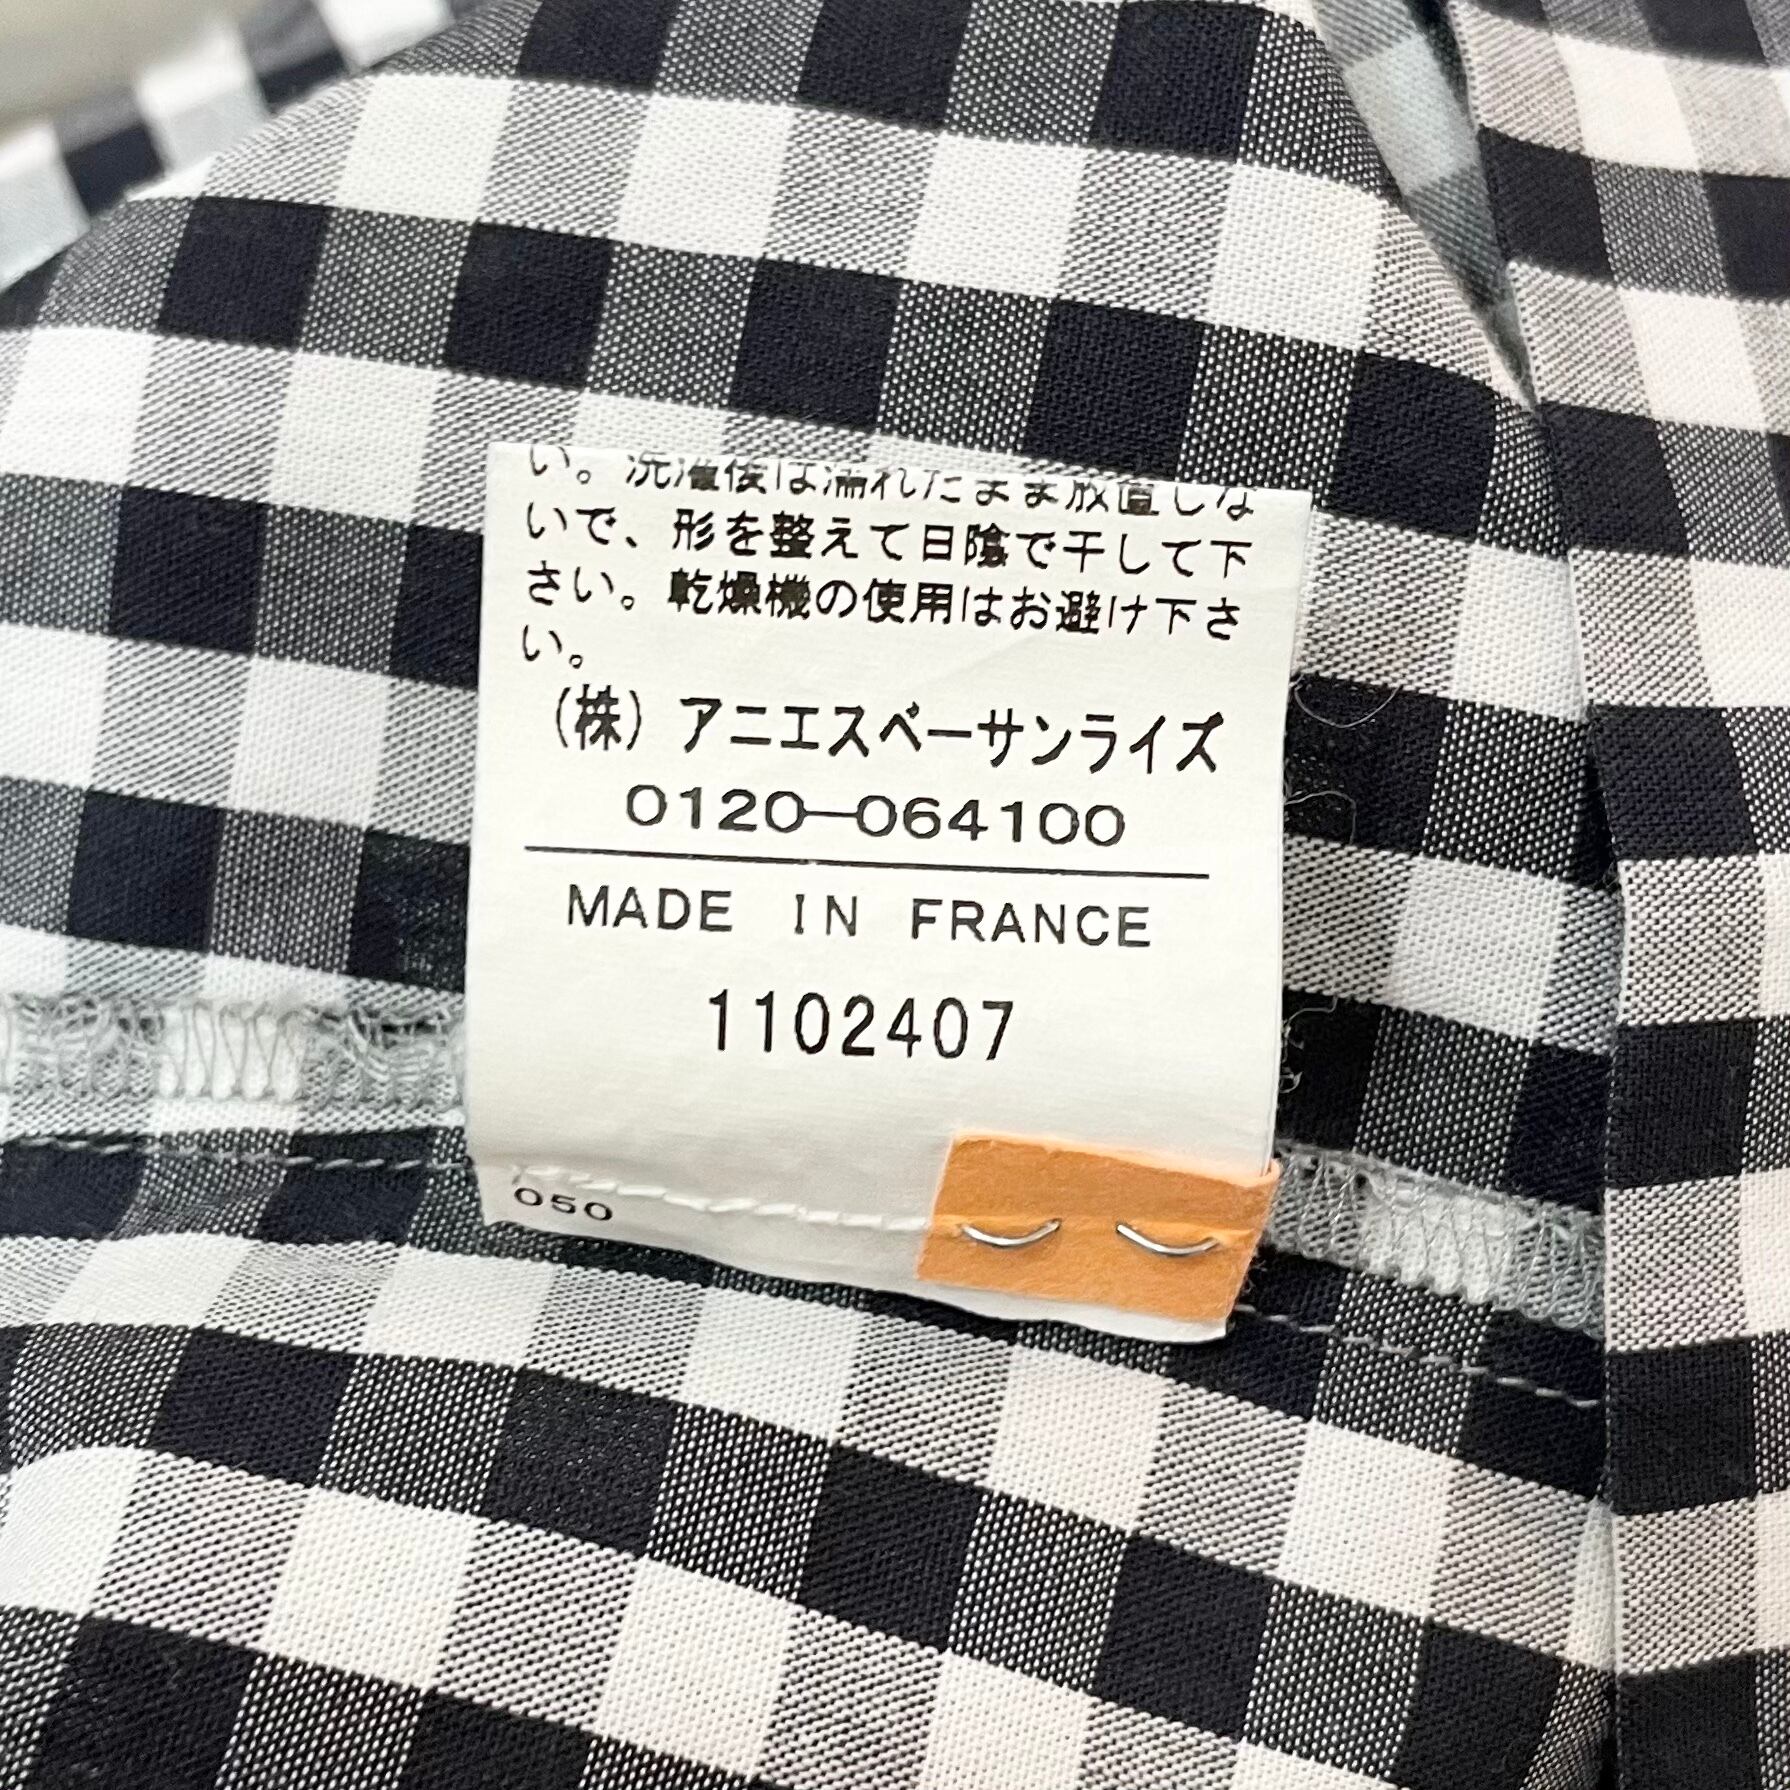 い。洗濯後は濡れたまま放置しな
いで、形を整えて日陰で干して下
さい。乾燥機の使用はお避け下さ
い。
(株) アニエスベーサンライズ
0120-064100
MADE IN FRANCE
1102407
050